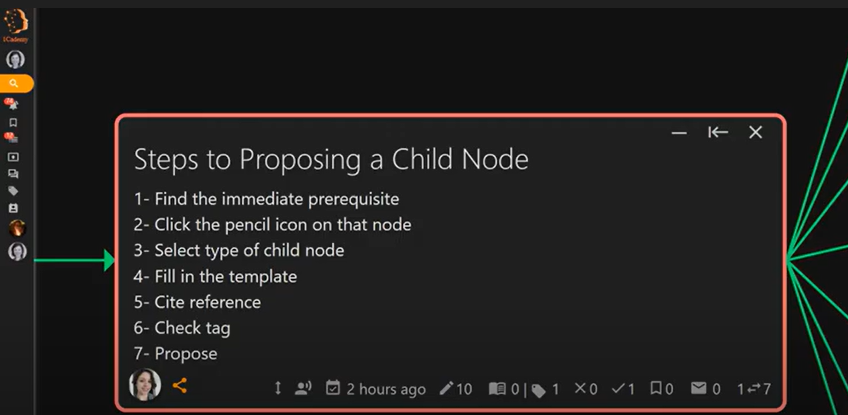 1Cademy
Steps to Proposing a Child Node
1- Find the immediate prerequisite
2- Click the pencil icon on that node
3- Select type of child node
4- Fill in the template
5- Cite reference
6- Check tag
7- Propose
2 hours ago 10 0 | 1 0 1 0 0 1 7